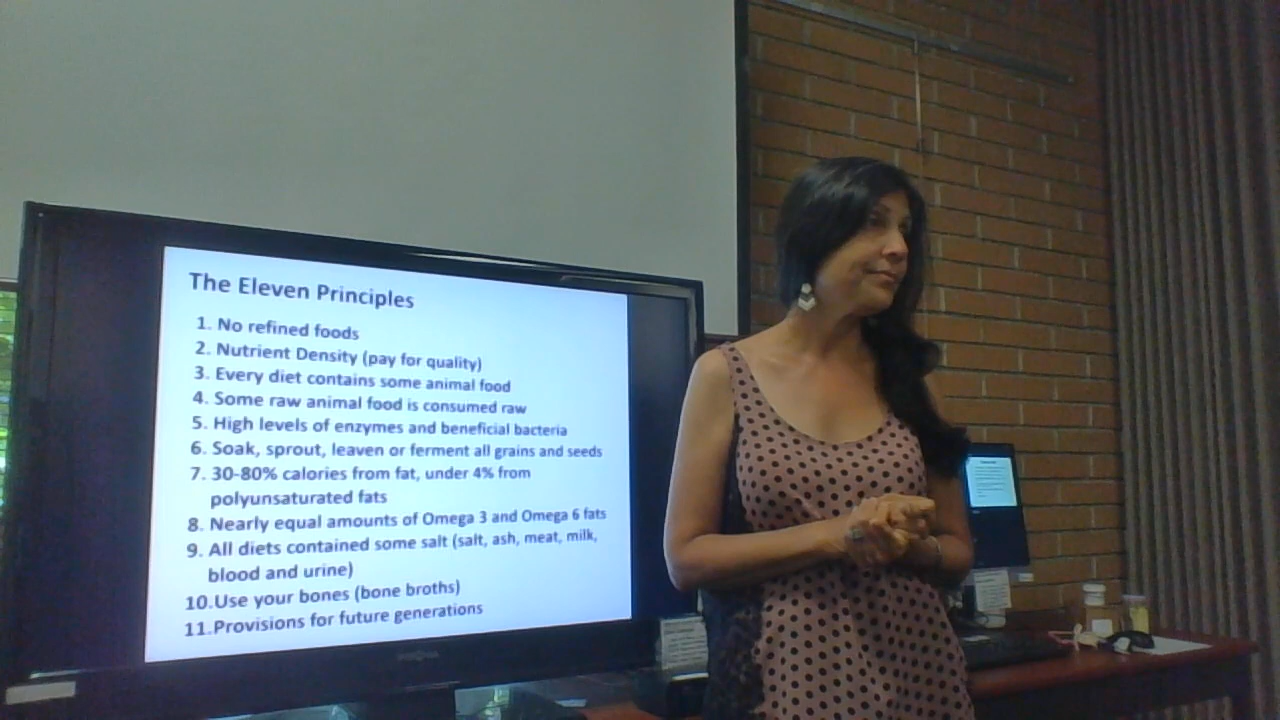 The Eleven Principles
1. No refined foods
2. Nutrient Density (pay for quality)
3. Every diet contains some animal food
4. Some raw animal food is consumed raw
5. High levels of enzymes and beneficial bacteria
6. Soak, sprout, leaven or ferment all grains and seeds
7. 30-80% calories from fat, under 4% from
polyunsaturated fats
8. Nearly equal amounts of Omega 3 and Omega 6 fats
9. All diets contained some salt (salt, ash, meat, milk,
blood and urine)
10.Use your bones (bone broths)
11.Provisions for future generations